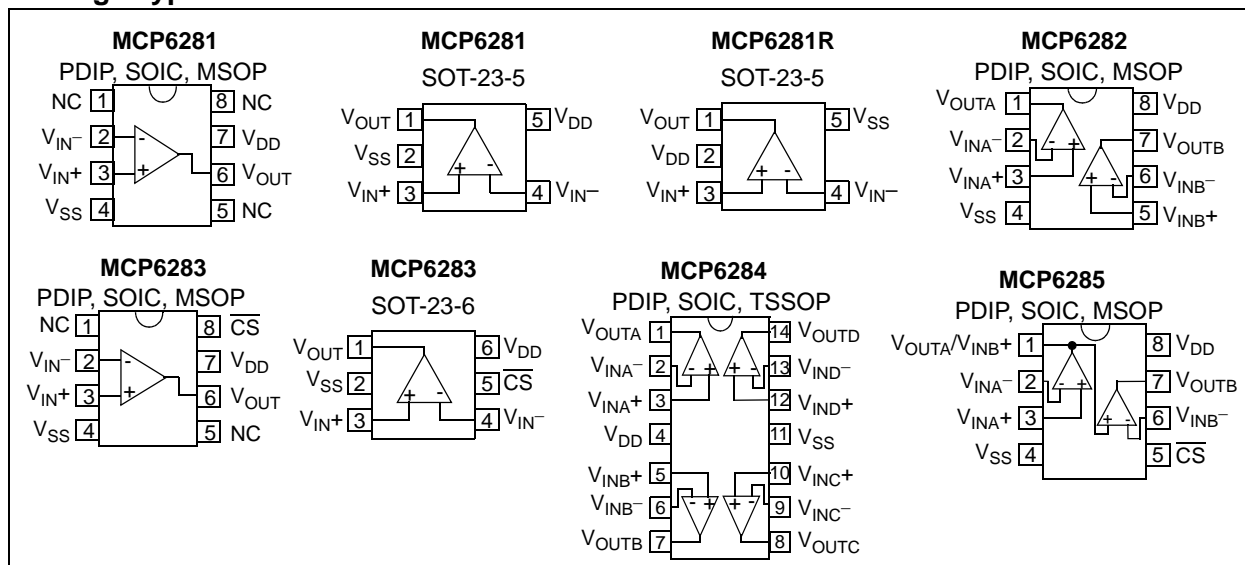 MCP6281
PDIP, SOIC, MSOP
NC 1 8 NC
VIN– 2 - 7 VDD
VIN+ 3 + 6 VOUT
VSS 4 5 NC
MCP6281
SOT-23-5
VOUT 1 5 VDD
VSS 2
+ -
VIN+ 3 4 VIN–
MCP6281R
SOT-23-5
VOUT 1 5 VSS
VDD 2
+ -
VIN+ 3 4 VIN–
MCP6282
PDIP, SOIC, MSOP
VOUTA 1 8 VDD
VINA– 2 - + 7 VOUTB
VINA+ 3 + - 6 VINB–
VSS 4 5 VINB+
MCP6283
PDIP, SOIC, MSOP
NC 1 8 CS
VIN– 2 - 7 VDD
VIN+ 3 + 6 VOUT
VSS 4 5 NC
MCP6283
SOT-23-6
VOUT 1 6 VDD
VSS 2 5 CS
+ -
VIN+ 3 4 VIN–
MCP6284
PDIP, SOIC, TSSOP
VOUTA 1 14 VOUTD
VINA– 2 - + + - 13 VIND–
VINA+ 3 12 VIND+
VDD 4 11 VSS
VINB+ 5 10 VINC+
VINB– 6 - + + - 9 VINC–
VOUTB 7 8 VOUTC
MCP6285
PDIP, SOIC, MSOP
VOUTA/VINB+ 1 8 VDD
VINA– 2 - + 7 VOUTB
VINA+ 3 + - 6 VINB–
VSS 4 5 CS